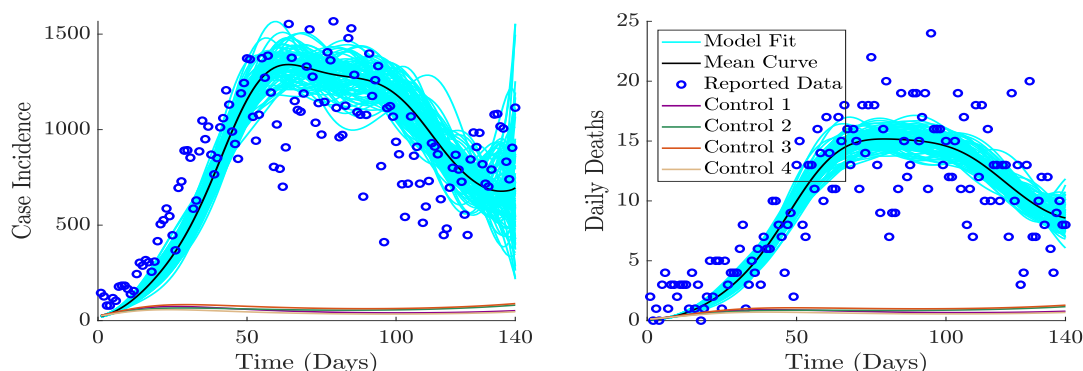 1500
1000
500
0
Case Incidence
0
50
100
140
Time (Days)
25
20
15
10
5
0
Daily Deaths
0
50
100
140
Time (Days)
Model Fit
Mean Curve
Reported Data
Control 1
Control 2
Control 3
Control 4